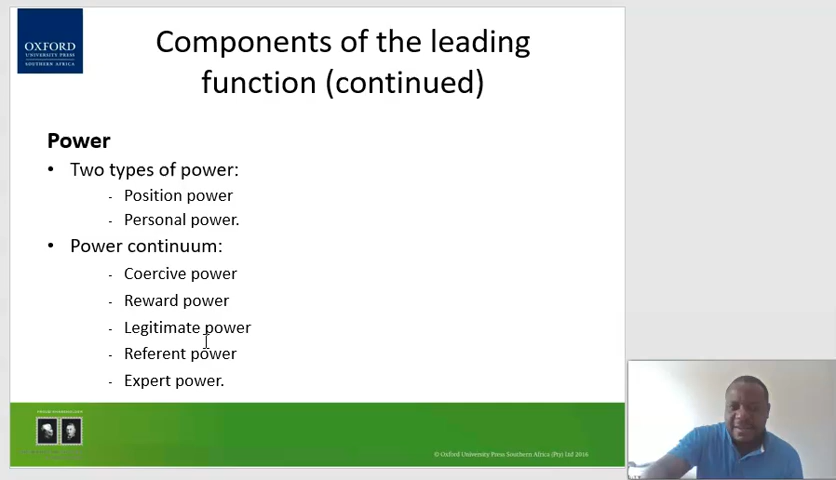 OXFORD
UNIVERSITY PRESS
SOUTHERN AFRICA
Components of the leading
function (continued)
Power
• Two types of power:
- Position power
- Personal power.
• Power continuum:
- Coercive power
- Reward power
- Legitimate power
- Referent power
- Expert power.
© Oxford University Press Southern Africa (Pty) Ltd 2016